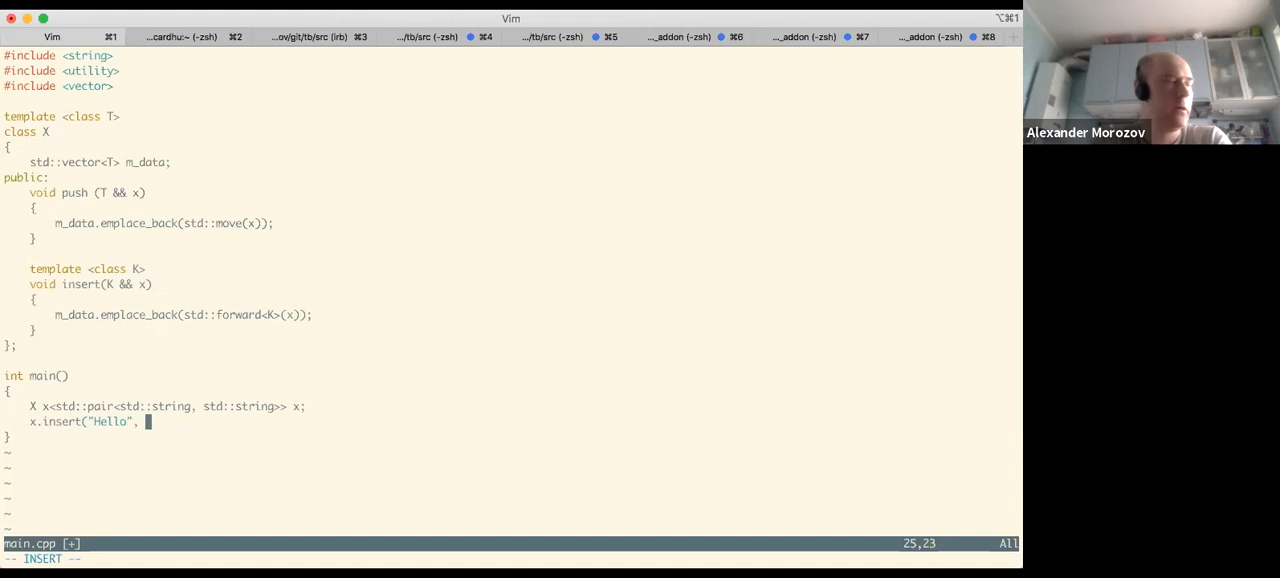 Vim
⌥⌘1
Vim ⌘1 ...cardhu:~ (-zsh) ⌘2 ...ov/git/tb/src (irb) ⌘3 .../tb/src (-zsh) ⌘4 .../tb/src (-zsh) ⌘5 ..._addon (-zsh) ⌘6 ..._addon (-zsh) ⌘7 ..._addon (-zsh) ⌘8
#include <string>
#include <utility>
#include <vector>
template <class T>
class X
{
    std::vector<T> m_data;
public:
    void push (T && x)
    {
        m_data.emplace_back(std::move(x));
    }
    template <class K>
    void insert(K && x)
    {
        m_data.emplace_back(std::forward<K>(x));
    }
};
int main()
{
    X x<std::pair<std::string, std::string>> x;
    x.insert("Hello",
}
~
~
~
~
~
~
main.cpp [+] 25,23 All
-- INSERT --
Alexander Morozov